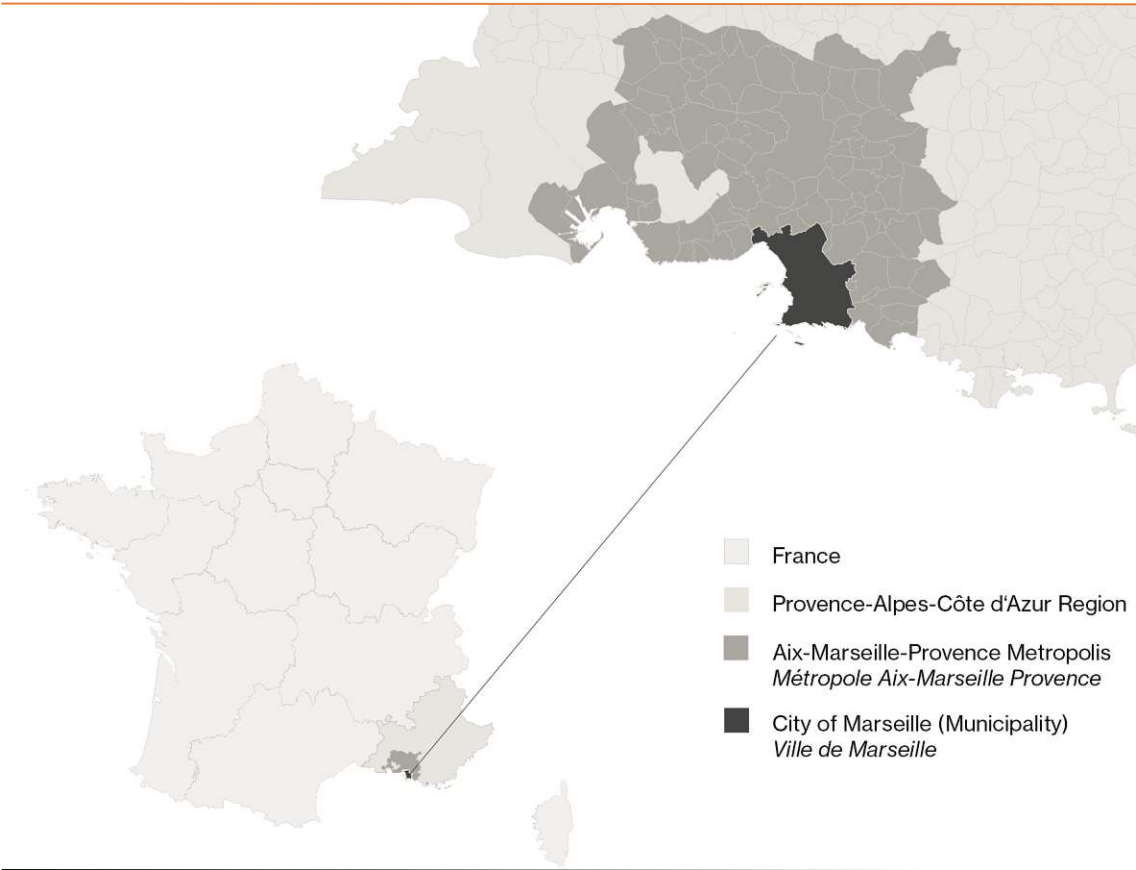 France
Provence-Alpes-Côte d‘Azur Region
Aix-Marseille-Provence Metropolis
Métropole Aix-Marseille Provence
City of Marseille (Municipality)
Ville de Marseille